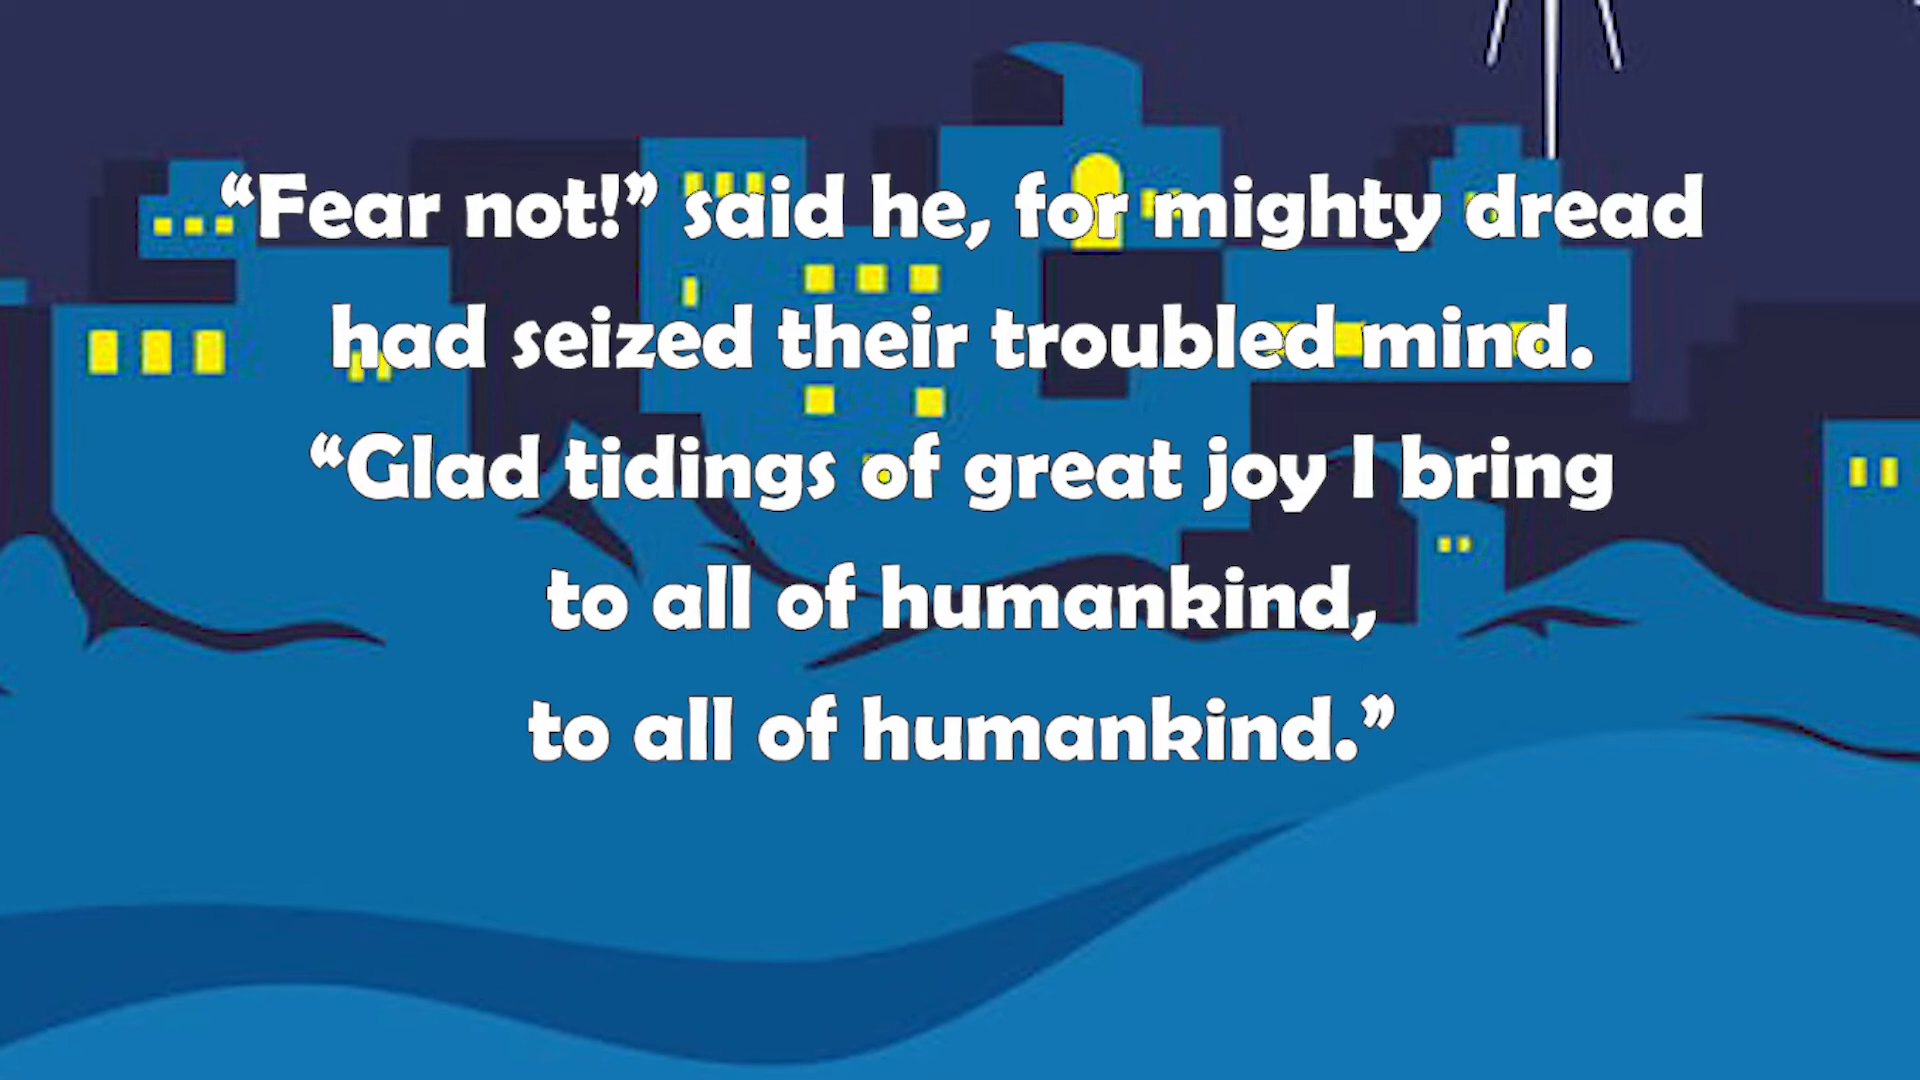 “Fear not!” said he, for mighty dread
had seized their troubled mind.
“Glad tidings of great joy I bring
to all of humankind,
to all of humankind.”